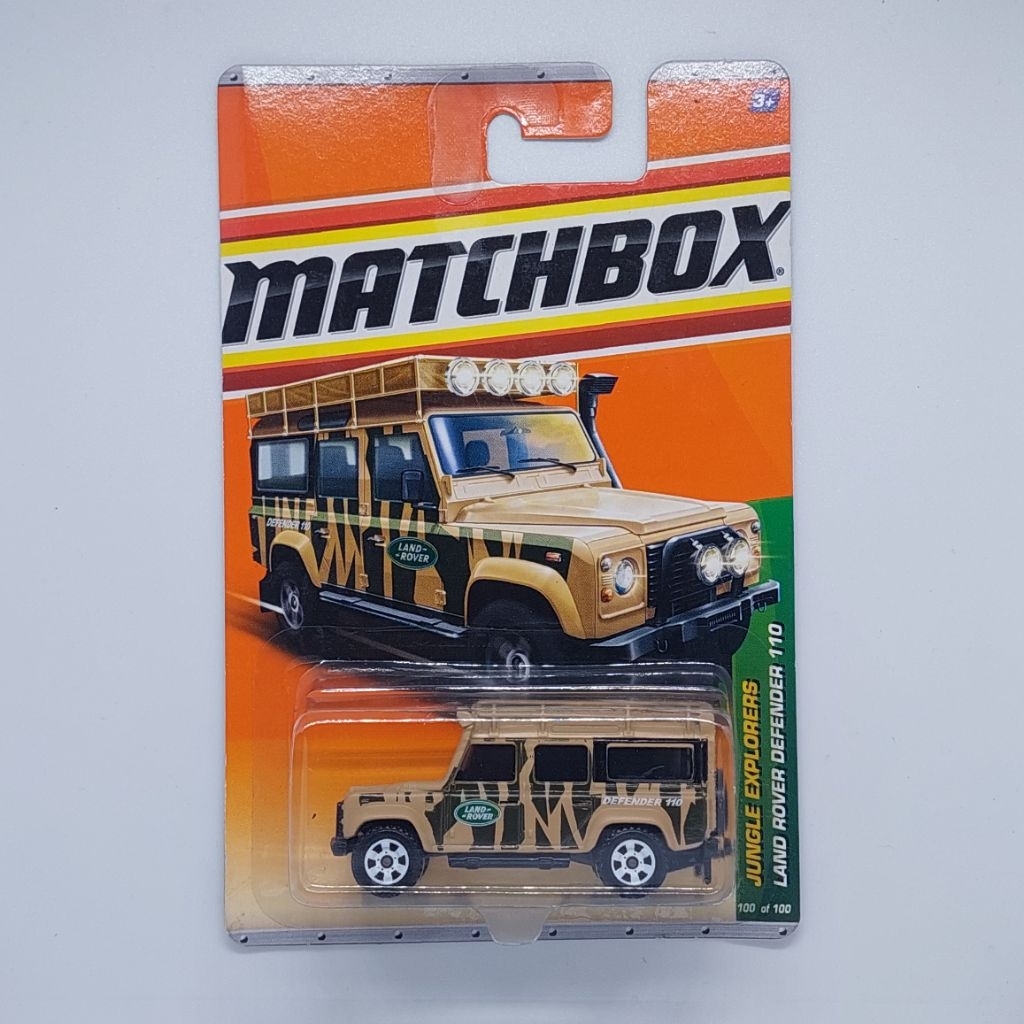 3+
MATCHBOX®
DEFENDER 110
LAND-
-ROVER
JUNGLE EXPLORERS
LAND ROVER DEFENDER 110
LAND-
-ROVER
DEFENDER 110
100 of 100